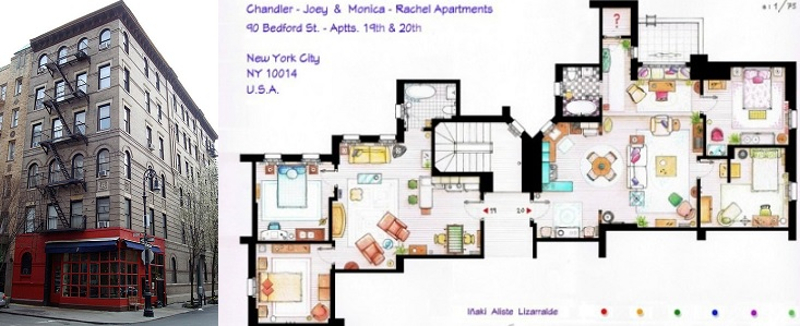 Chandler - Joey & Monica - Rachel Apartments
90 Bedford St. - Aptts. 19th & 20th
New York City
NY 10014
U.S.A.
?
19
20
Iñaki Aliste Lizarralde